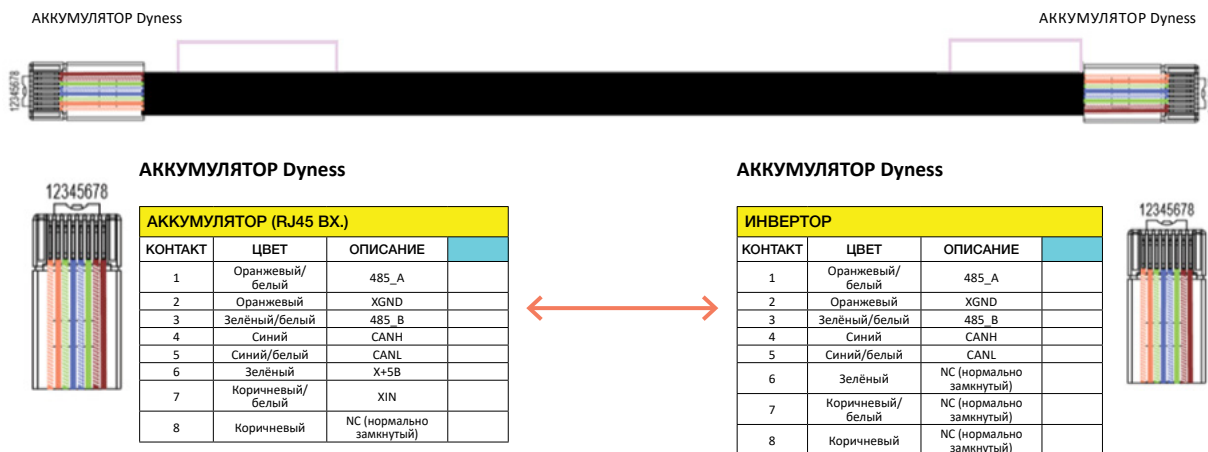 АККУМУЛЯТОР Dyness
АККУМУЛЯТОР Dyness
12345678
АККУМУЛЯТОР Dyness
АККУМУЛЯТОР Dyness
12345678
12345678
АККУМУЛЯТОР (RJ45 ВХ.)
КОНТАКТ ЦВЕТ ОПИСАНИЕ
1 Оранжевый/
белый 485_A
2 Оранжевый XGND
3 Зелёный/белый 485_B
4 Синий CANH
5 Синий/белый CANL
6 Зелёный X+5В
7 Коричневый/
белый XIN
8 Коричневый NC (нормально
замкнутый)
ИНВЕРТОР
КОНТАКТ ЦВЕТ ОПИСАНИЕ
1 Оранжевый/
белый 485_A
2 Оранжевый XGND
3 Зелёный/белый 485_B
4 Синий CANH
5 Синий/белый CANL
6 Зелёный NC (нормально
замкнутый)
7 Коричневый/
белый NC (нормально
замкнутый)
8 Коричневый NC (нормально
замкнутый)